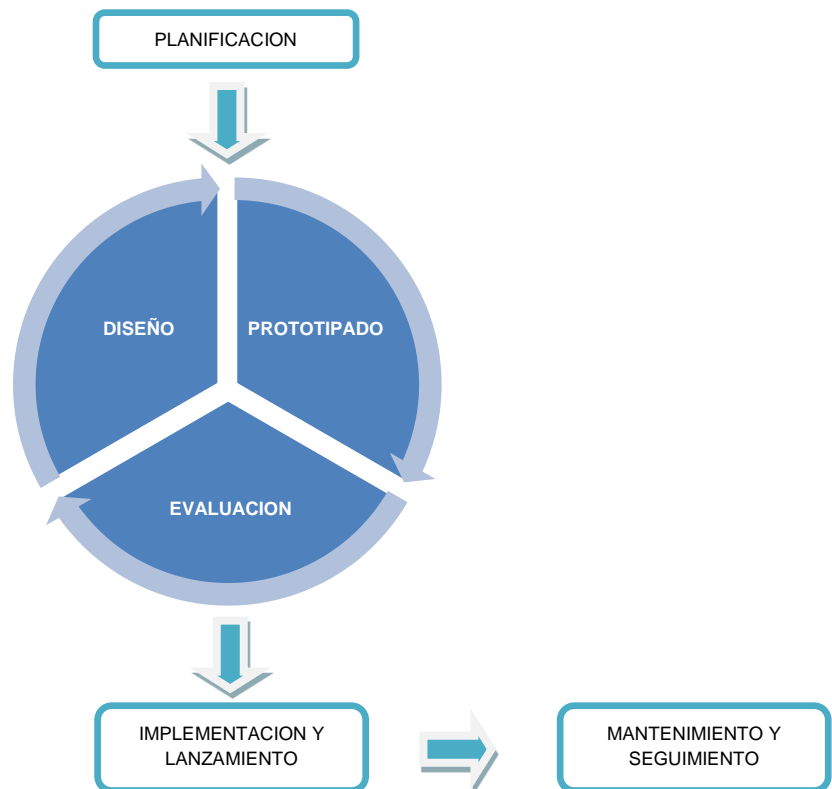 PLANIFICACION
DISEÑO
PROTOTIPADO
EVALUACION
IMPLEMENTACION Y
LANZAMIENTO
MANTENIMIENTO Y
SEGUIMIENTO